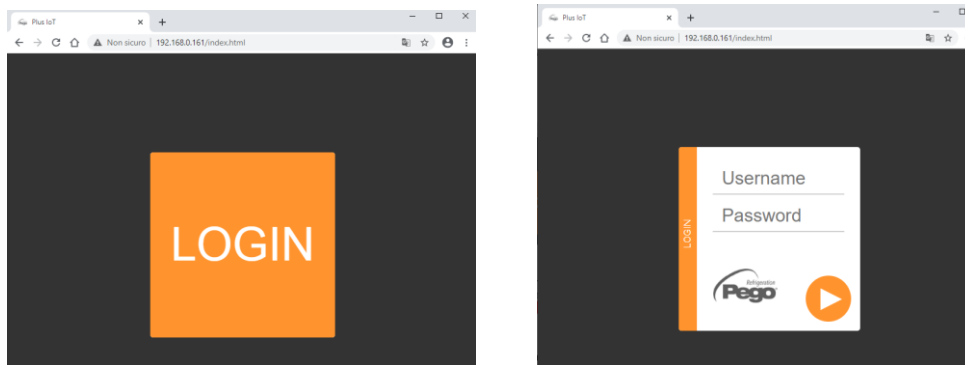 Plus IoT
Non sicuro | 192.168.0.161/index.html
LOGIN
Plus IoT
Non sicuro | 192.168.0.161/index.html
LOGIN
Username
Password
Refrigeration
Pego